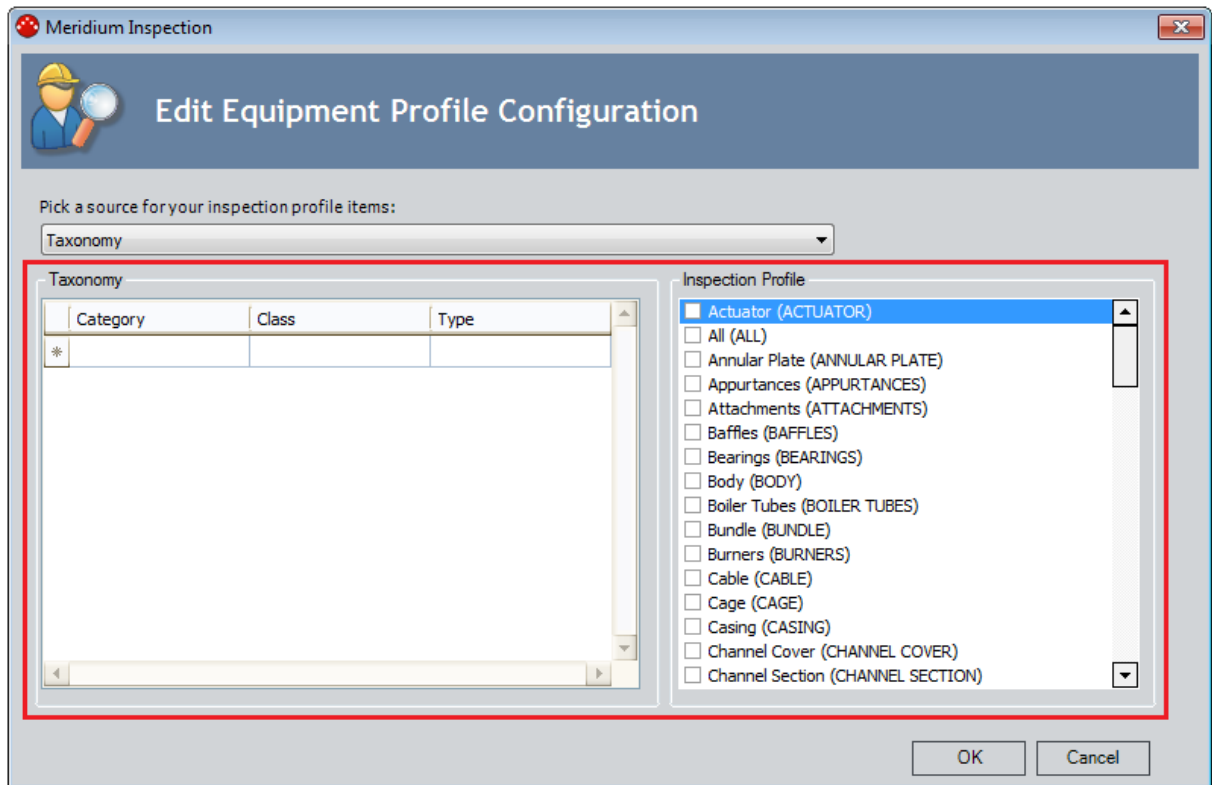 Meridium Inspection
Edit Equipment Profile Configuration
Pick a source for your inspection profile items:
Taxonomy
Taxonomy
Category Class Type
Inspection Profile
Actuator (ACTUATOR)
All (ALL)
Annular Plate (ANNULAR PLATE)
Appurtances (APPURTANCES)
Attachments (ATTACHMENTS)
Baffles (BAFFLES)
Bearings (BEARINGS)
Body (BODY)
Boiler Tubes (BOILER TUBES)
Bundle (BUNDLE)
Burners (BURNERS)
Cable (CABLE)
Cage (CAGE)
Casing (CASING)
Channel Cover (CHANNEL COVER)
Channel Section (CHANNEL SECTION)
OK Cancel